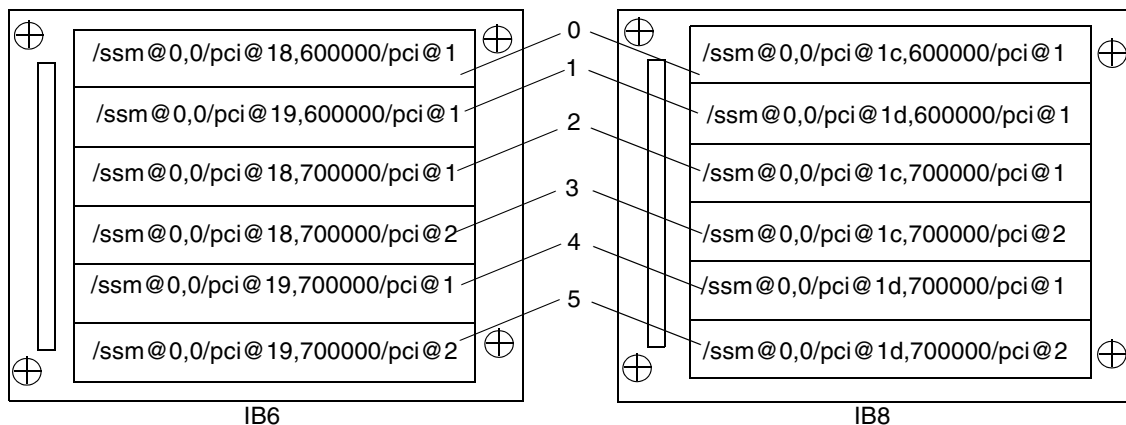 /ssm@0,0/pci@18,600000/pci@1
/ssm@0,0/pci@19,600000/pci@1
/ssm@0,0/pci@18,700000/pci@1
/ssm@0,0/pci@18,700000/pci@2
/ssm@0,0/pci@19,700000/pci@1
/ssm@0,0/pci@19,700000/pci@2
IB6
0
1
2
3
4
5
/ssm@0,0/pci@1c,600000/pci@1
/ssm@0,0/pci@1d,600000/pci@1
/ssm@0,0/pci@1c,700000/pci@1
/ssm@0,0/pci@1c,700000/pci@2
/ssm@0,0/pci@1d,700000/pci@1
/ssm@0,0/pci@1d,700000/pci@2
IB8